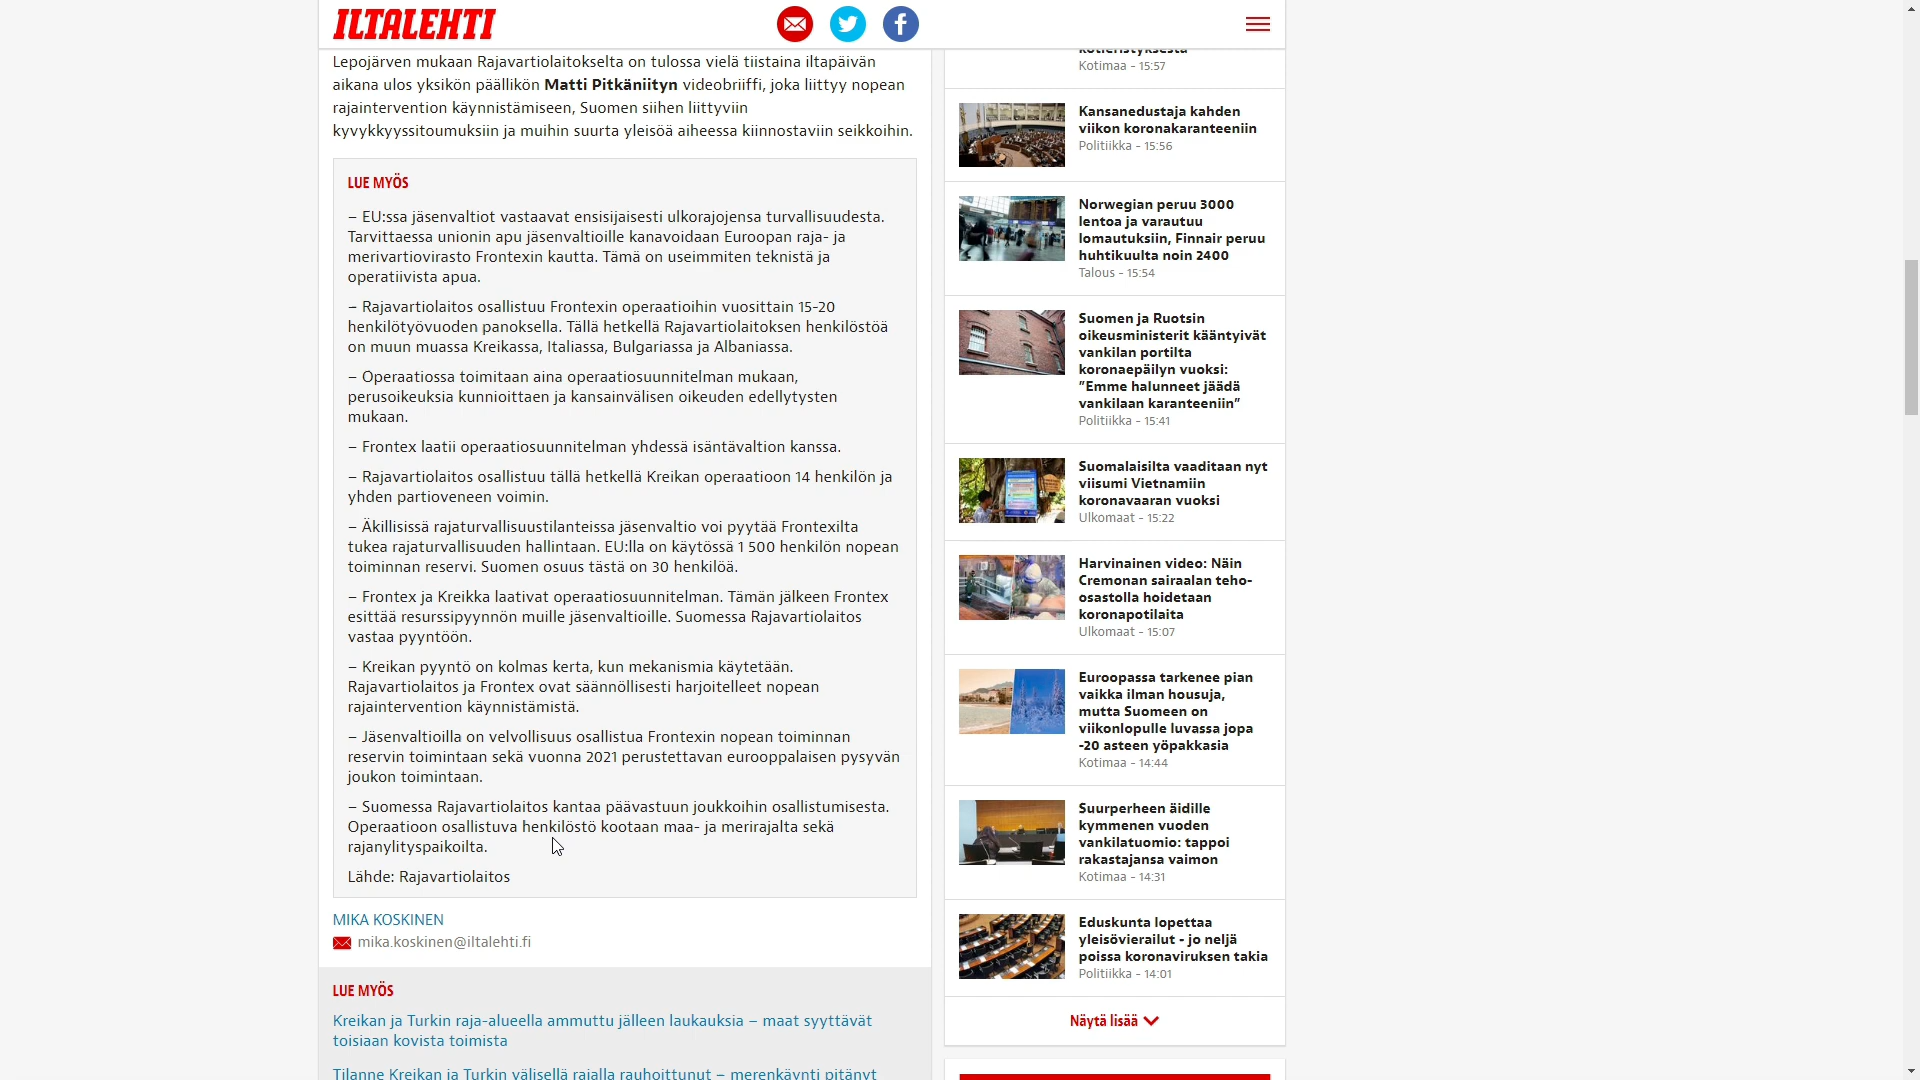 ILTALEHTI
Lepojärven mukaan Rajavartiolaitokselta on tulossa vielä tiistaina iltapäivän
aikana ulos yksikön päällikön Matti Pitkäniityn videobriiffi, joka liittyy nopean
rajaintervention käynnistämiseen, Suomen siihen liittyviin
kyvykkyyssitoumuksiin ja muihin suurta yleisöä aiheessa kiinnostaviin seikkoihin.
LUE MYÖS
– EU:ssa jäsenvaltiot vastaavat ensisijaisesti ulkorajojensa turvallisuudesta.
Tarvittaessa unionin apu jäsenvaltioille kanavoidaan Euroopan raja- ja
merivartiovirasto Frontexin kautta. Tämä on useimmiten teknistä ja
operatiivista apua.
– Rajavartiolaitos osallistuu Frontexin operaatioihin vuosittain 15-20
henkilötyövuoden panoksella. Tällä hetkellä Rajavartiolaitoksen henkilöstöä
on muun muassa Kreikassa, Italiassa, Bulgariassa ja Albaniassa.
– Operaatiossa toimitaan aina operaatiosuunnitelman mukaan,
perusoikeuksia kunnioittaen ja kansainvälisen oikeuden edellytysten
mukaan.
– Frontex laatii operaatiosuunnitelman yhdessä isäntävaltion kanssa.
– Rajavartiolaitos osallistuu tällä hetkellä Kreikan operaatioon 14 henkilön ja
yhden partioveneen voimin.
– Äkillisissä rajaturvallisuustilanteissa jäsenvaltio voi pyytää Frontexilta
tukea rajaturvallisuuden hallintaan. EU:lla on käytössä 1 500 henkilön nopean
toiminnan reservi. Suomen osuus tästä on 30 henkilöä.
– Frontex ja Kreikka laativat operaatiosuunnitelman. Tämän jälkeen Frontex
esittää resurssipyynnön muille jäsenvaltioille. Suomessa Rajavartiolaitos
vastaa pyyntöön.
– Kreikan pyyntö on kolmas kerta, kun mekanismia käytetään.
Rajavartiolaitos ja Frontex ovat säännöllisesti harjoitelleet nopean
rajaintervention käynnistämistä.
– Jäsenvaltioilla on velvollisuus osallistua Frontexin nopean toiminnan
reservin toimintaan sekä vuonna 2021 perustettavan eurooppalaisen pysyvän
joukon toimintaan.
– Suomessa Rajavartiolaitos kantaa päävastuun joukkoihin osallistumisesta.
Operaatioon osallistuva henkilöstö kootaan maa- ja merirajalta sekä
rajanylityspaikoilta.
Lähde: Rajavartiolaitos
MIKA KOSKINEN
mika.koskinen@iltalehti.fi
LUE MYÖS
Kreikan ja Turkin raja-alueella ammuttu jälleen laukauksia – maat syyttävät
toisiaan kovista toimista
Tilanne Kreikan ja Turkin välisellä rajalla rauhoittunut – merenkäynti pitänyt
kotieristyksestä
Kotimaa - 15:57
Kansanedustaja kahden
viikon koronakaranteeniin
Politiikka - 15:56
Norwegian peruu 3000
lentoa ja varautuu
lomautuksiin, Finnair peruu
huhtikuulta noin 2400
Talous - 15:54
Suomen ja Ruotsin
oikeusministerit kääntyivät
vankilan portilta
koronaepäilyn vuoksi:
”Emme halunneet jäädä
vankilaan karanteeniin”
Politiikka - 15:41
Suomalaisilta vaaditaan nyt
viisumi Vietnamiin
koronavaaran vuoksi
Ulkomaat - 15:22
Harvinainen video: Näin
Cremonan sairaalan teho-
osastolla hoidetaan
koronapotilaita
Ulkomaat - 15:07
Euroopassa tarkenee pian
vaikka ilman housuja,
mutta Suomeen on
viikonlopulle luvassa jopa
-20 asteen yöpakkasia
Kotimaa - 14:44
Suurperheen äidille
kymmenen vuoden
vankilatuomio: tappoi
rakastajansa vaimon
Kotimaa - 14:31
Eduskunta lopettaa
yleisövierailut - jo neljä
poissa koronaviruksen takia
Politiikka - 14:01
Näytä lisää